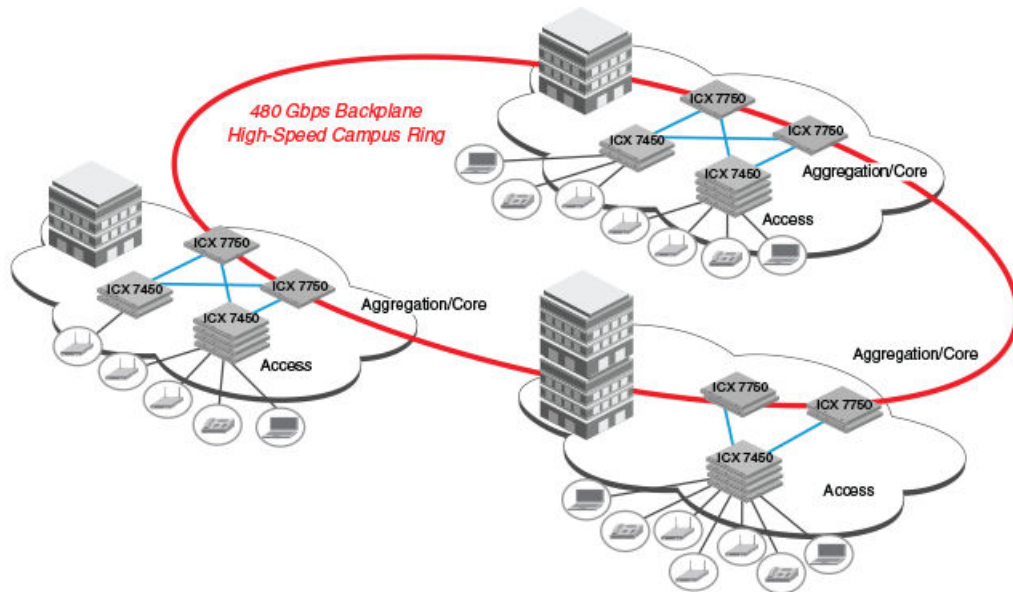 480 Gbps Backplane
High-Speed Campus Ring
ICX 7750
ICX 7750
ICX 7450
ICX 7450
Aggregation/Core
Access
ICX 7750
ICX 7450
ICX 7750
ICX 7450
Aggregation/Core
Access
Aggregation/Core
ICX 7750
ICX 7750
ICX 7450
Access